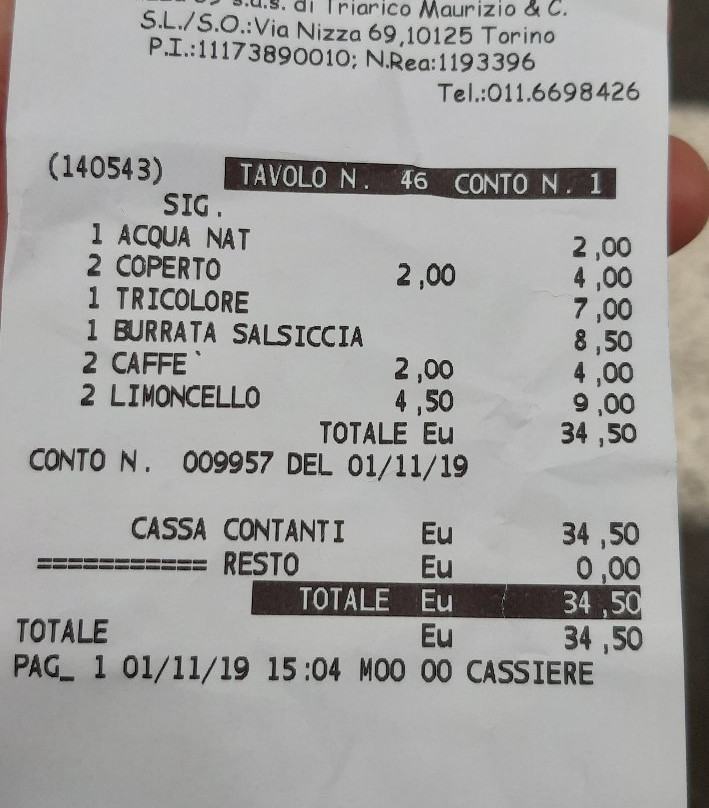 s.a.s. di Triarico Maurizio & C.
S.L./S.O.:Via Nizza 69,10125 Torino
P.I.:11173890010; N.Rea:1193396
Tel.:011.6698426
(140543) TAVOLO N. 46 CONTO N. 1
SIG.
1 ACQUA NAT 2,00
2 COPERTO 2,00 4,00
1 TRICOLORE 7,00
1 BURRATA SALSICCIA 8,50
2 CAFFE` 2,00 4,00
2 LIMONCELLO 4,50 9,00
TOTALE Eu 34,50
CONTO N. 009957 DEL 01/11/19
CASSA CONTANTI Eu 34,50
=========== RESTO Eu 0,00
TOTALE Eu 34,50
TOTALE Eu 34,50
PAG_ 1 01/11/19 15:04 M00 00 CASSIERE